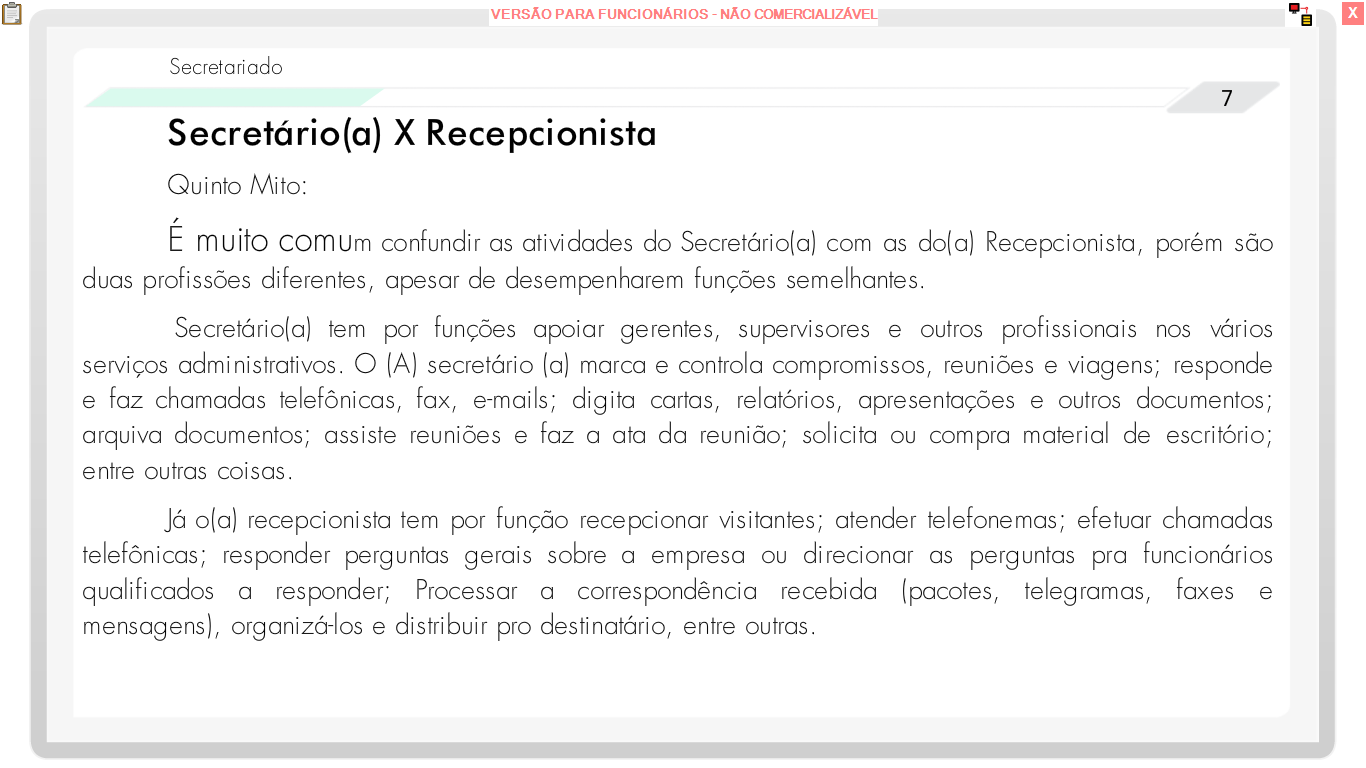 VERSÃO PARA FUNCIONÁRIOS - NÃO COMERCIALIZÁVEL
X
Secretariado
7
Secretário(a) X Recepcionista
Quinto Mito:
É muito comum confundir as atividades do Secretário(a) com as do(a) Recepcionista, porém são
duas profissões diferentes, apesar de desempenharem funções semelhantes.
Secretário(a) tem por funções apoiar gerentes, supervisores e outros profissionais nos vários
serviços administrativos. O (A) secretário (a) marca e controla compromissos, reuniões e viagens; responde
e faz chamadas telefônicas, fax, e-mails; digita cartas, relatórios, apresentações e outros documentos;
arquiva documentos; assiste reuniões e faz a ata da reunião; solicita ou compra material de escritório;
entre outras coisas.
Já o(a) recepcionista tem por função recepcionar visitantes; atender telefonemas; efetuar chamadas
telefônicas; responder perguntas gerais sobre a empresa ou direcionar as perguntas pra funcionários
qualificados a responder; Processar a correspondência recebida (pacotes, telegramas, faxes e
mensagens), organizá-los e distribuir pro destinatário, entre outras.